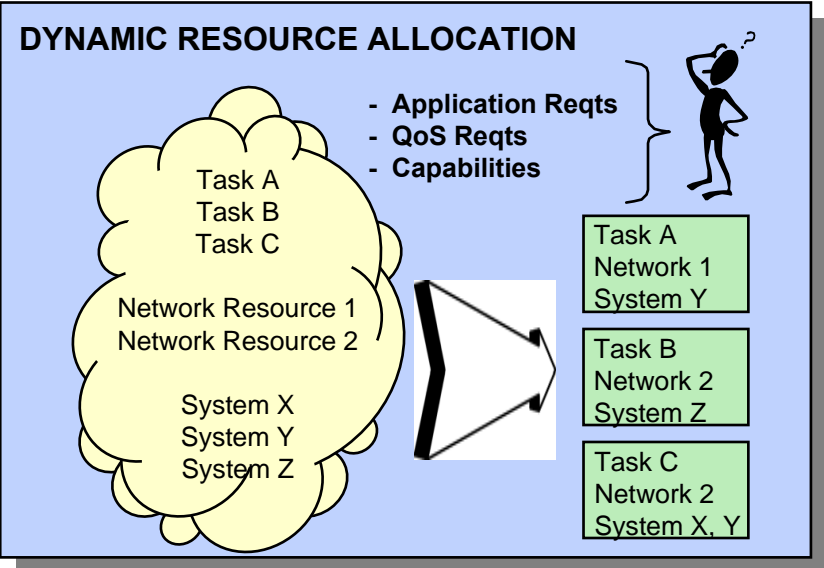 DYNAMIC RESOURCE ALLOCATION
- Application Reqts
- QoS Reqts
- Capabilities
?
Task A
Task B
Task C
Network Resource 1
Network Resource 2
System X
System Y
System Z
Task A
Network 1
System Y
Task B
Network 2
System Z
Task C
Network 2
System X, Y